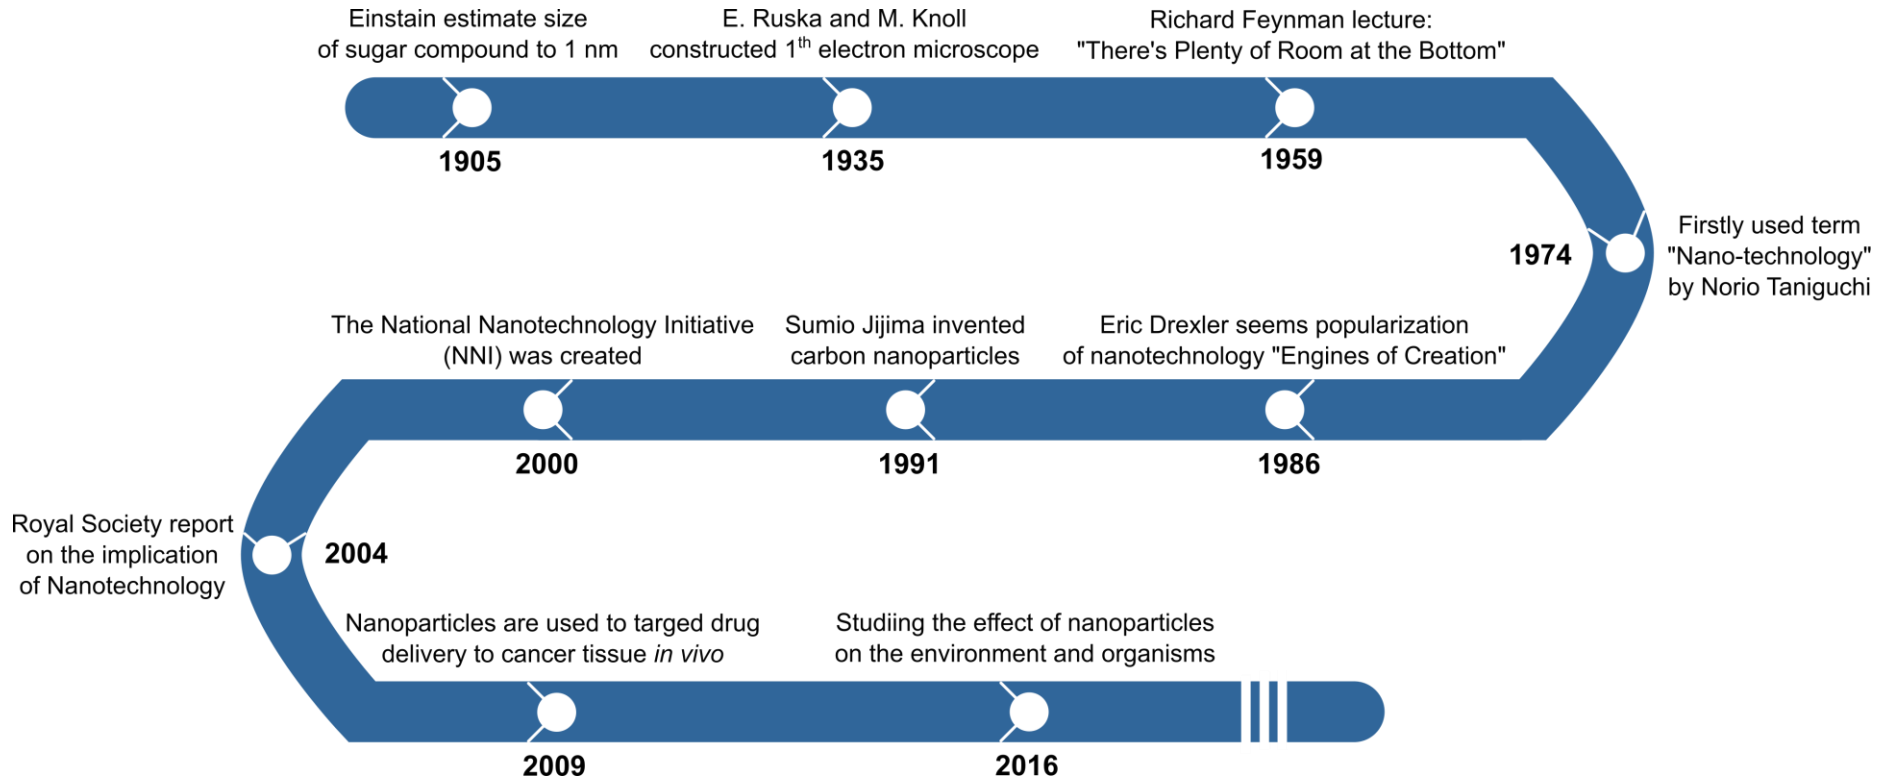 Einstain estimate size
of sugar compound to 1 nm
1905
E. Ruska and M. Knoll
constructed 1th electron microscope
1935
Richard Feynman lecture:
"There's Plenty of Room at the Bottom"
1959
1974
Firstly used term
"Nano-technology"
by Norio Taniguchi
Eric Drexler seems popularization
of nanotechnology "Engines of Creation"
1986
Sumio Jijima invented
carbon nanoparticles
1991
The National Nanotechnology Initiative
(NNI) was created
2000
Royal Society report
on the implication
of Nanotechnology
2004
Nanoparticles are used to targed drug
delivery to cancer tissue in vivo
2009
Studiing the effect of nanoparticles
on the environment and organisms
2016